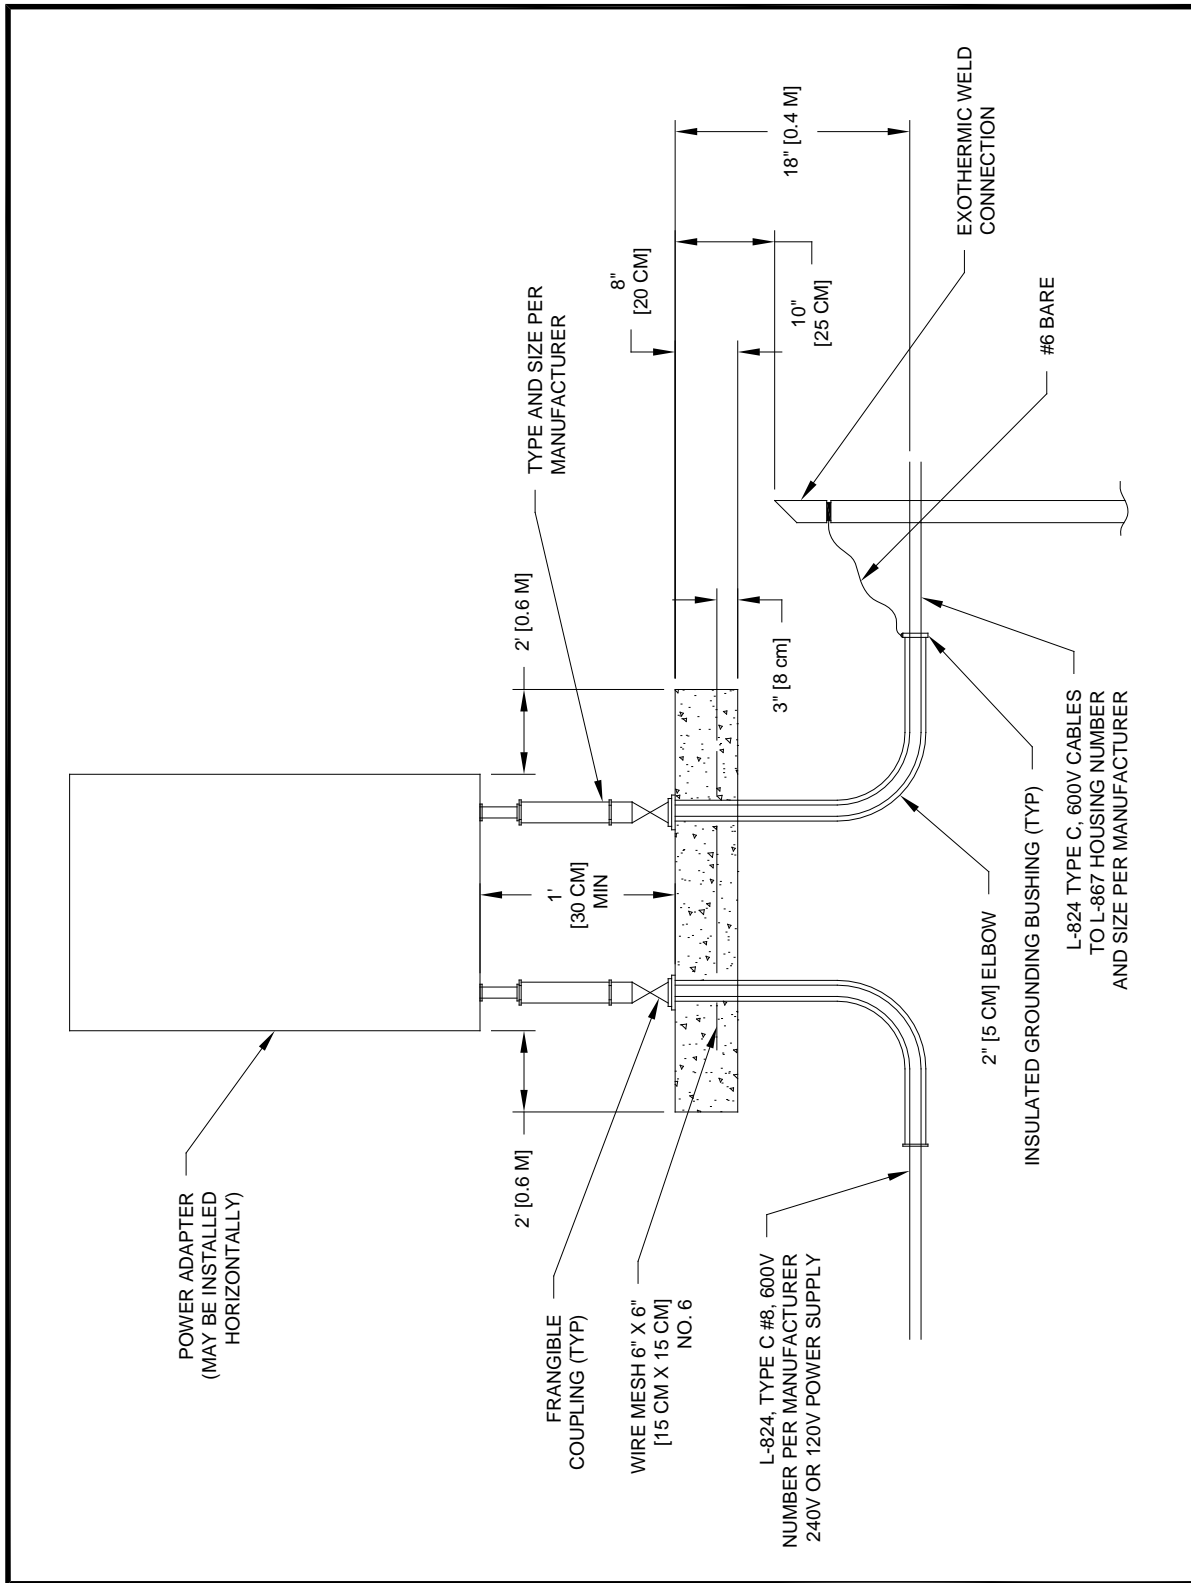 POWER ADAPTER
(MAY BE INSTALLED
HORIZONTALLY)
FRANGIBLE
COUPLING (TYP)
WIRE MESH 6" X 6"
[15 CM X 15 CM]
NO. 6
L-824, TYPE C #8, 600V
NUMBER PER MANUFACTURER
240V OR 120V POWER SUPPLY
2' [0.6 M]
1'
[30 CM]
MIN
2' [0.6 M]
TYPE AND SIZE PER
MANUFACTURER
8"
[20 CM]
3" [8 cm]
10"
[25 CM]
18" [0.4 M]
EXOTHERMIC WELD
CONNECTION
#6 BARE
2" [5 CM] ELBOW
INSULATED GROUNDING BUSHING (TYP)
L-824 TYPE C, 600V CABLES
TO L-867 HOUSING NUMBER
AND SIZE PER MANUFACTURER